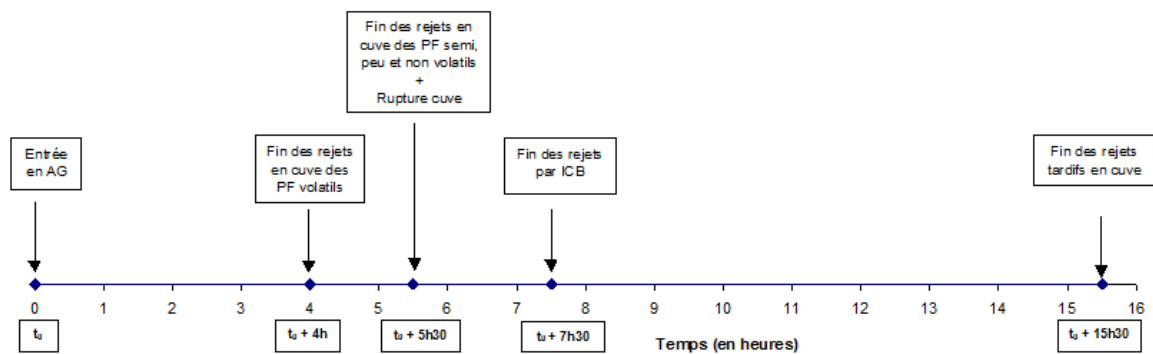 Fin des rejets en
cuve des PF semi,
peu et non volatils
+
Rupture cuve
Entrée
en AG
Fin des rejets
en cuve des
PF volatils
Fin des rejets
par ICB
Fin des rejets
tardifs en cuve
0 1 2 3 4 5 6 7 8 9 10 11 12 13 14 15 16
t₀
t₀ + 4h
t₀ + 5h30
t₀ + 7h30
t₀ + 15h30
Temps (en heures)